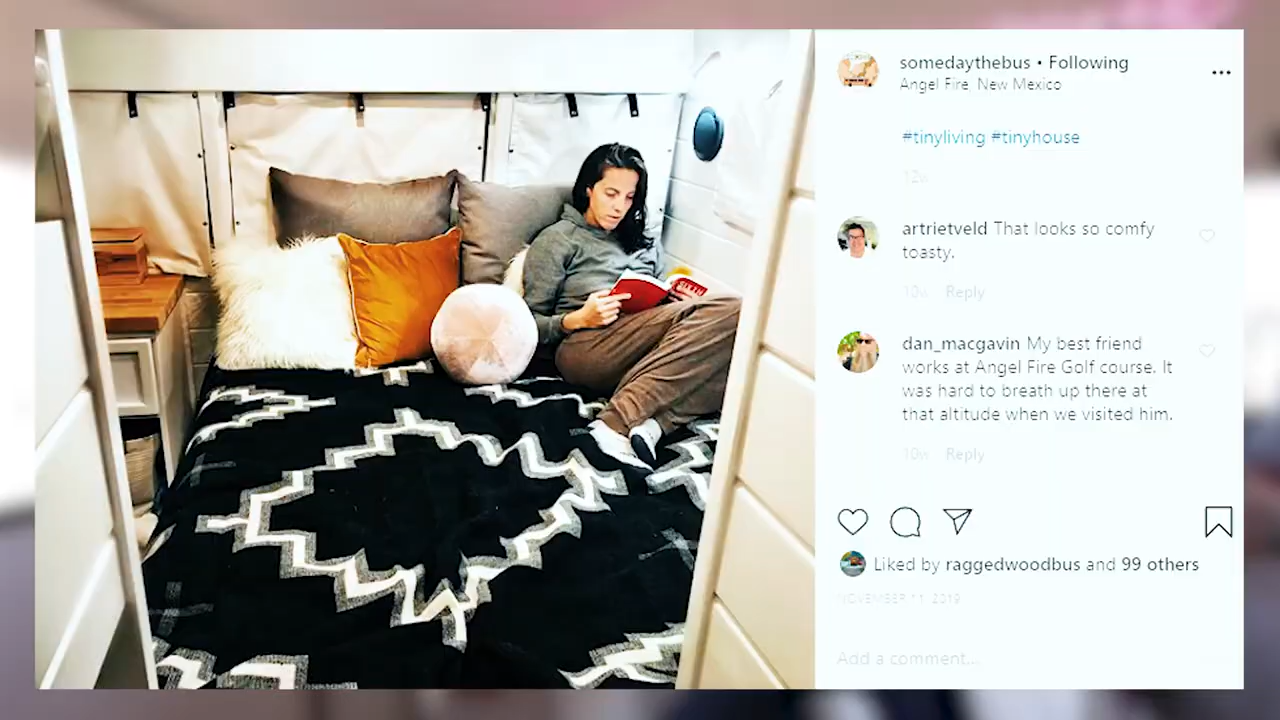 somedaythebus • Following
Angel Fire, New Mexico
#tinyliving #tinyhouse
12w
artrietveld That looks so comfy
toasty.
10w Reply
dan_macgavin My best friend
works at Angel Fire Golf course. It
was hard to breath up there at
that altitude when we visited him.
10w Reply
Liked by raggedwoodbus and 99 others
NOVEMBER 11, 2019
Add a comment...